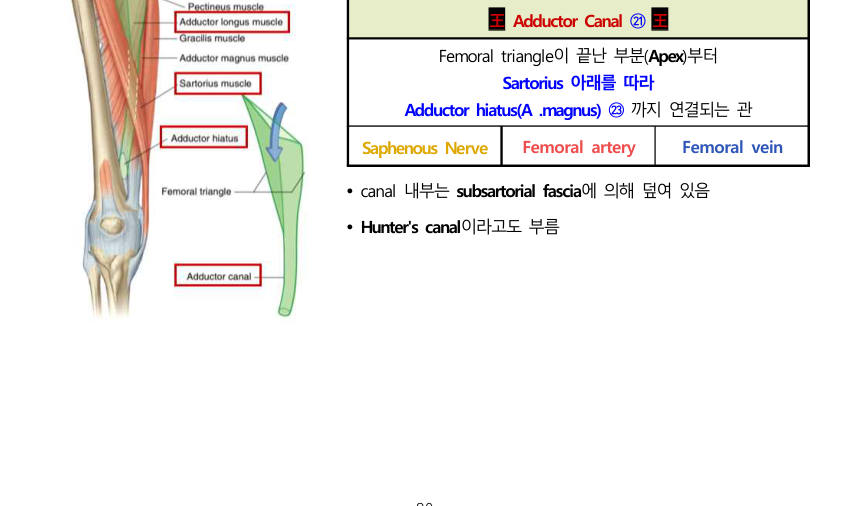 Pectineus muscle
Adductor longus muscle
Gracilis muscle
Adductor magnus muscle
Sartorius muscle
Adductor hiatus
Femoral triangle
Adductor canal
王 Adductor Canal ㉑ 王
Femoral triangle이 끝난 부분(Apex)부터
Sartorius 아래를 따라
Adductor hiatus(A .magnus) ㉓ 까지 연결되는 관
Saphenous Nerve Femoral artery Femoral vein
• canal 내부는 subsartorial fascia에 의해 덮여 있음
• Hunter's canal이라고도 부름